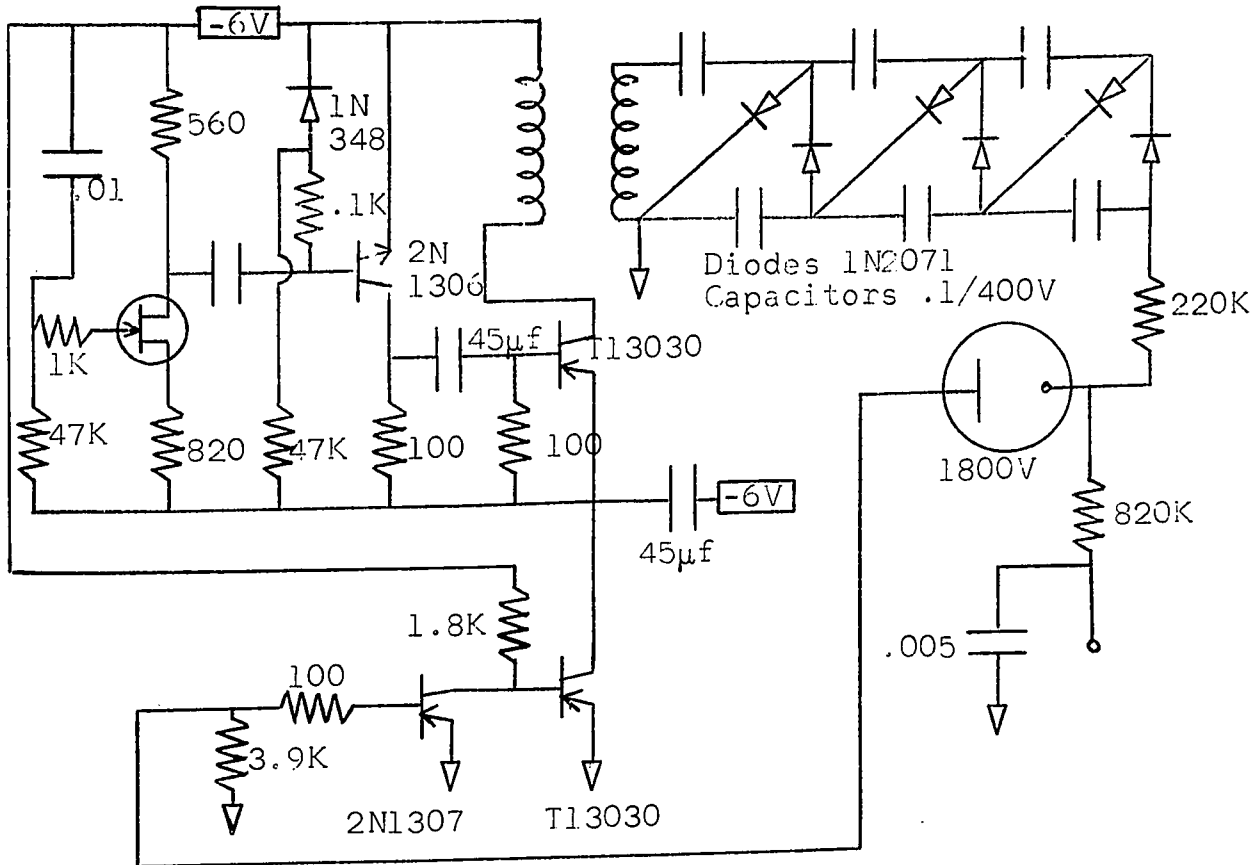 -6V
560
1N
348
.01
.1K
2N
1306
Diodes 1N2071
Capacitors .1/400V
220K
45μf
T13030
1K
47K
820
47K
100
100
1800V
-6V
820K
45μf
1.8K
.005
100
3.9K
2N1307
T13030